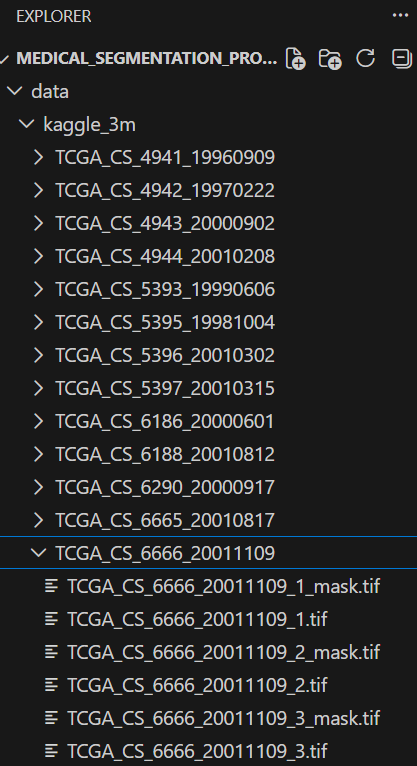 EXPLORER
MEDICAL_SEGMENTATION_PRO...
data
kaggle_3m
TCGA_CS_4941_19960909
TCGA_CS_4942_19970222
TCGA_CS_4943_20000902
TCGA_CS_4944_20010208
TCGA_CS_5393_19990606
TCGA_CS_5395_19981004
TCGA_CS_5396_20010302
TCGA_CS_5397_20010315
TCGA_CS_6186_20000601
TCGA_CS_6188_20010812
TCGA_CS_6290_20000917
TCGA_CS_6665_20010817
TCGA_CS_6666_20011109
TCGA_CS_6666_20011109_1_mask.tif
TCGA_CS_6666_20011109_1.tif
TCGA_CS_6666_20011109_2_mask.tif
TCGA_CS_6666_20011109_2.tif
TCGA_CS_6666_20011109_3_mask.tif
TCGA_CS_6666_20011109_3.tif